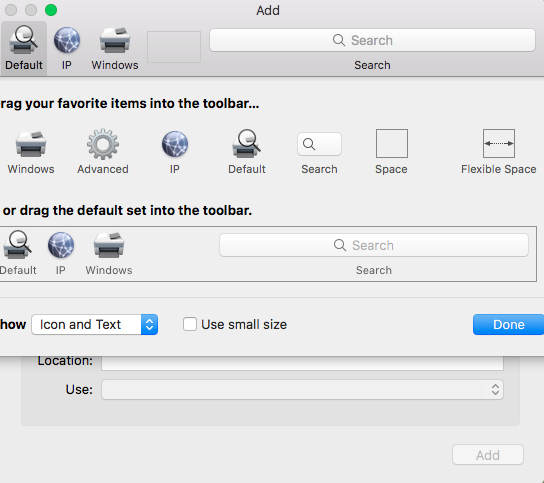 Add
Search
Default IP Windows Search
rag your favorite items into the toolbar...
Windows Advanced IP Default Search Space Flexible Space
or drag the default set into the toolbar.
Search
Default IP Windows Search
how Icon and Text Use small size Done
Location:
Use:
Add